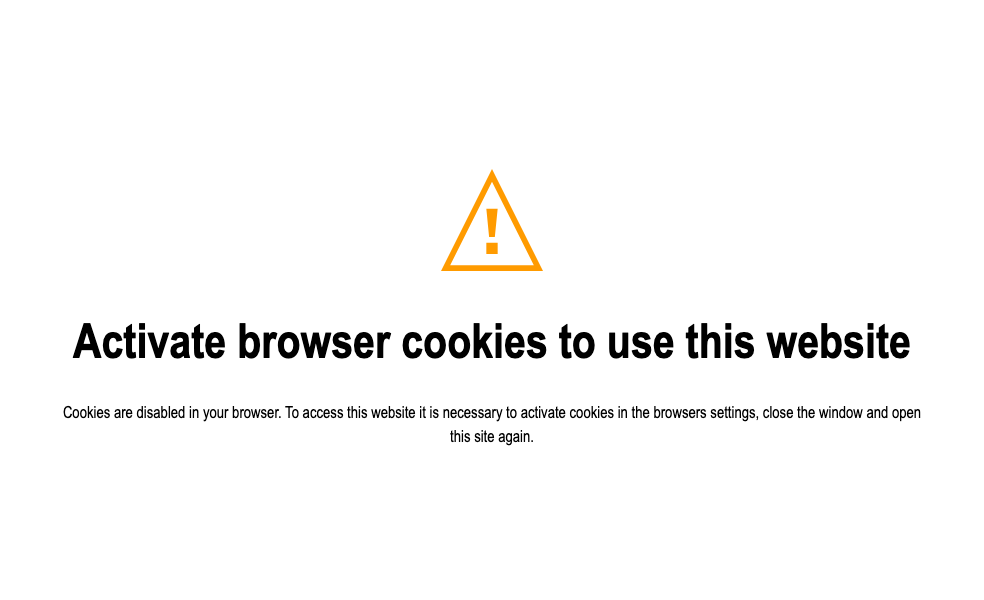 !
Activate browser cookies to use this website
Cookies are disabled in your browser. To access this website it is necessary to activate cookies in the browsers settings, close the window and open
this site again.